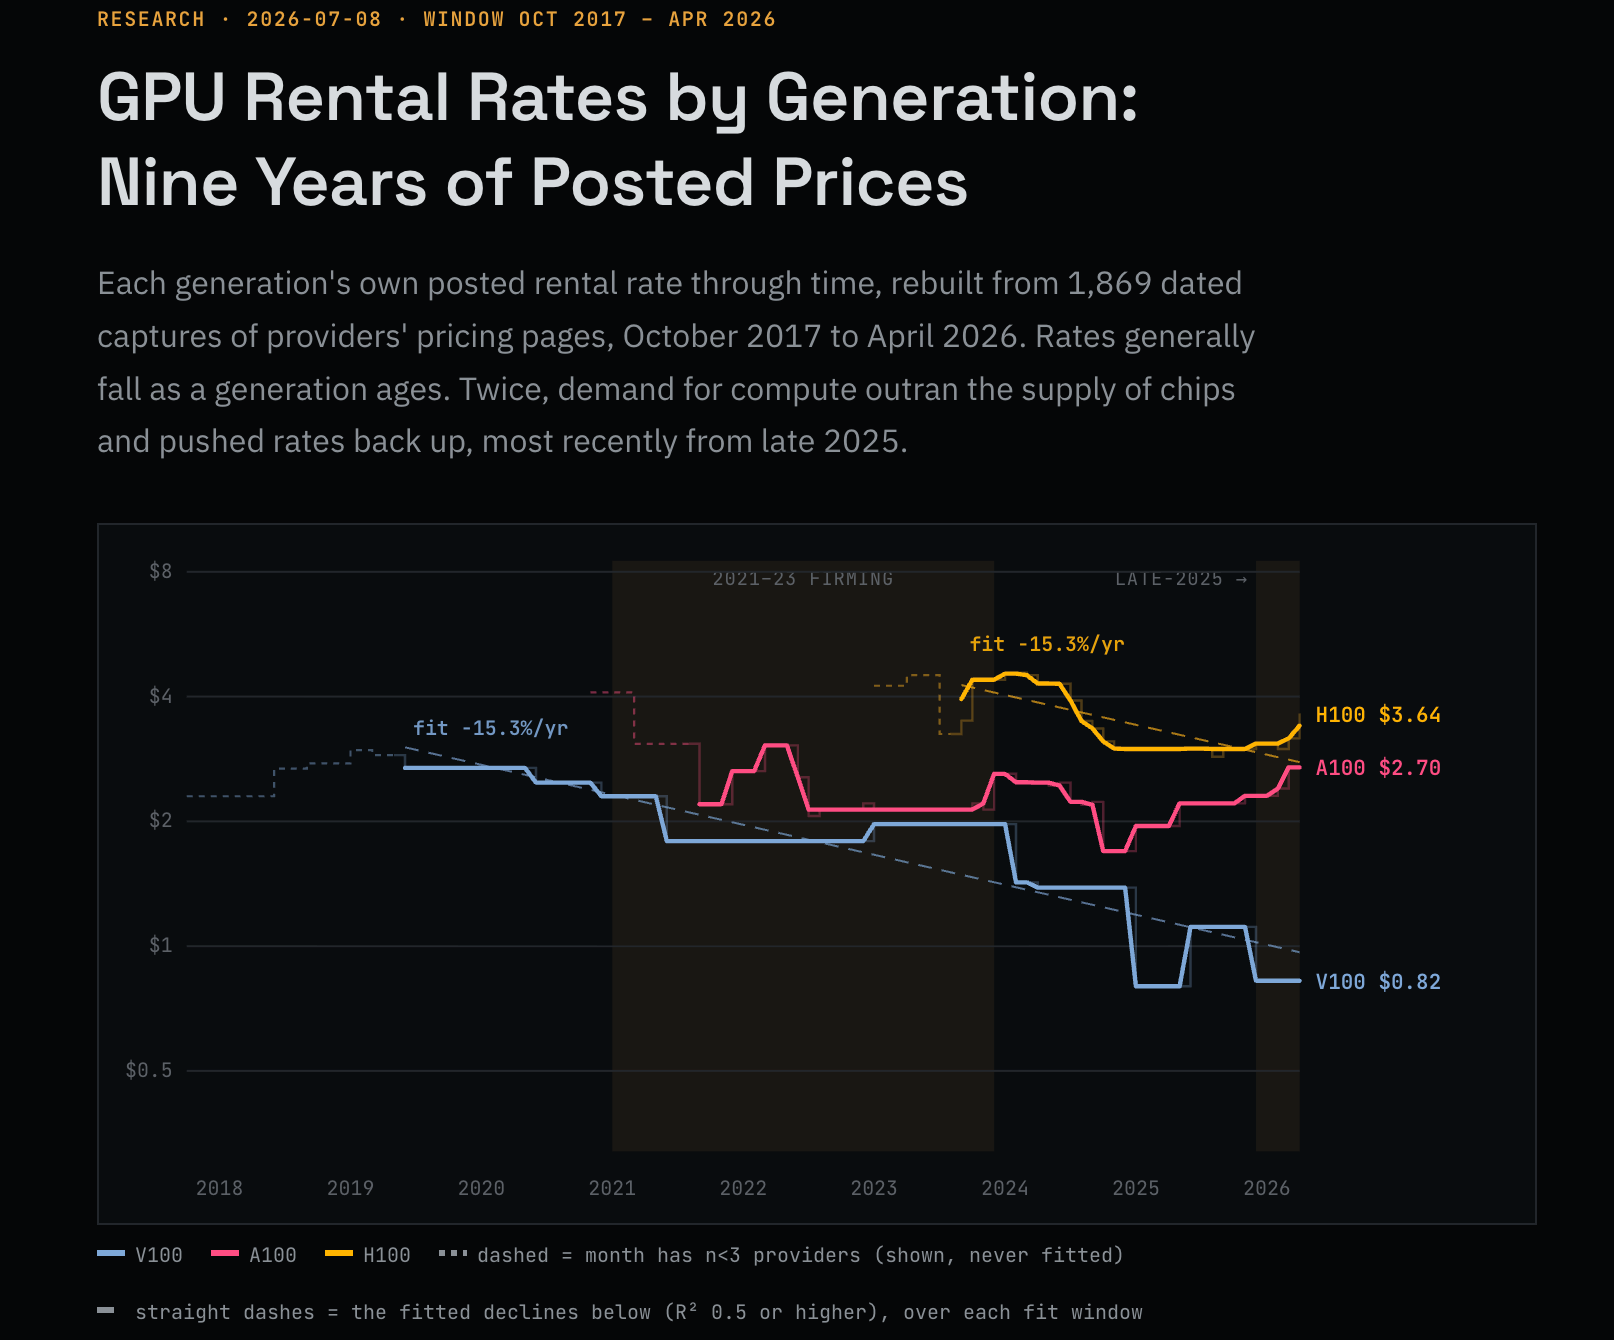 RESEARCH · 2026-07-08 · WINDOW OCT 2017 – APR 2026
GPU Rental Rates by Generation:
Nine Years of Posted Prices
Each generation's own posted rental rate through time, rebuilt from 1,869 dated
captures of providers' pricing pages, October 2017 to April 2026. Rates generally
fall as a generation ages. Twice, demand for compute outran the supply of chips
and pushed rates back up, most recently from late 2025.
$8
2021–23 FIRMING
LATE-2025 →
fit -15.3%/yr
$4
H100 $3.64
fit -15.3%/yr
A100 $2.70
$2
$1
V100 $0.82
$0.5
2018 2019 2020 2021 2022 2023 2024 2025 2026
V100 A100 H100 dashed = month has n<3 providers (shown, never fitted)
straight dashes = the fitted declines below (R² 0.5 or higher), over each fit window